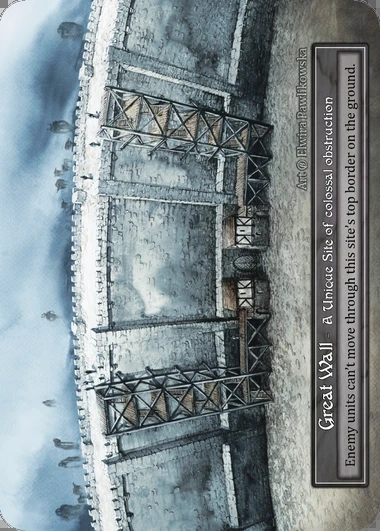 Art © Elwira Pawlikowska
Great Wall – A Unique Site of colossal obstruction
Enemy units can't move through this site's top border on the ground.